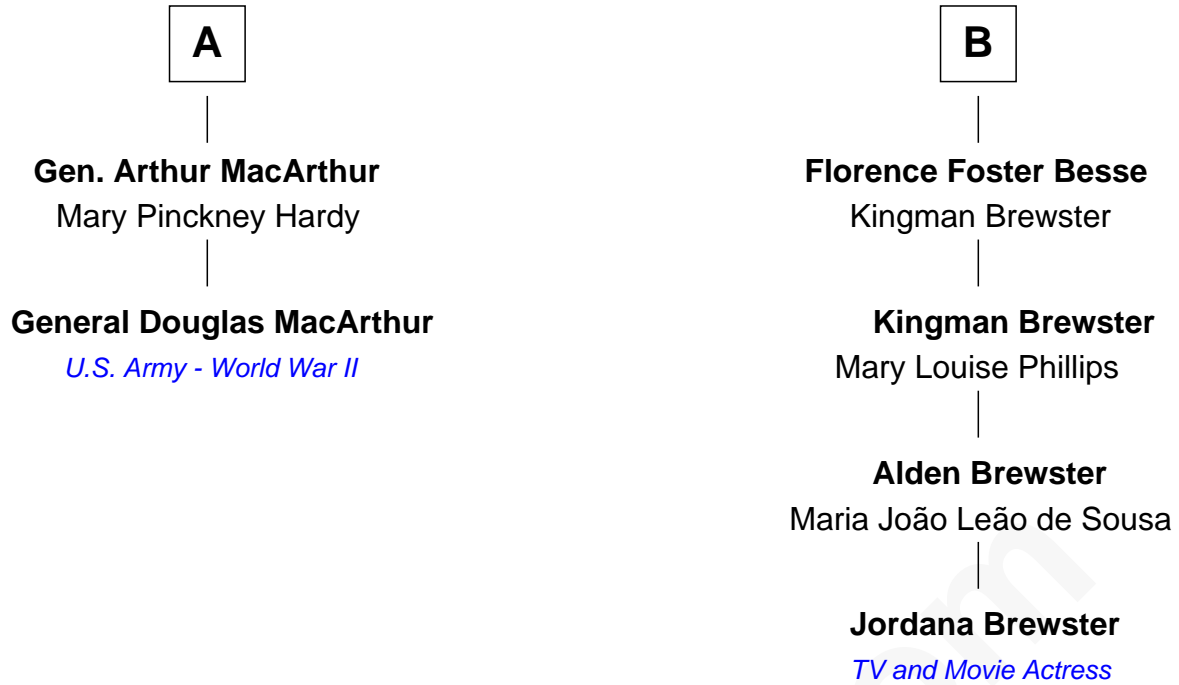 A
Gen. Arthur MacArthur
Mary Pinckney Hardy
General Douglas MacArthur
U.S. Army - World War II
B
Florence Foster Besse
Kingman Brewster
Kingman Brewster
Mary Louise Phillips
Alden Brewster
Maria João Leão de Sousa
Jordana Brewster
TV and Movie Actress